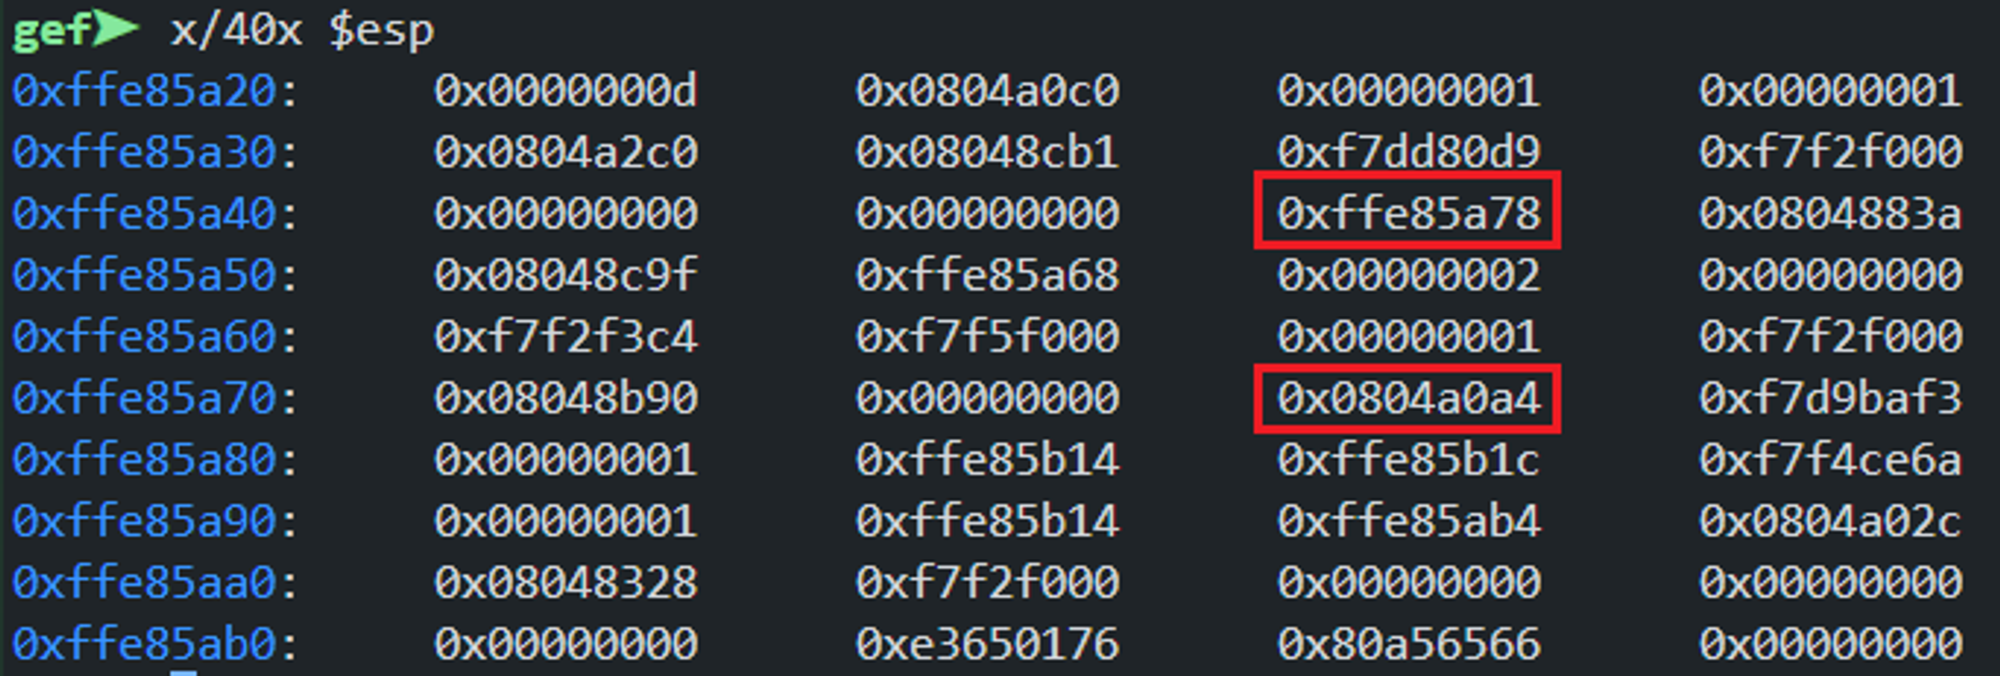 gef➤ x/40x $esp
0xffe85a20: 0x0000000d 0x0804a0c0 0x00000001 0x00000001
0xffe85a30: 0x0804a2c0 0x08048cb1 0xf7dd80d9 0xf7f2f000
0xffe85a40: 0x00000000 0x00000000 0xffe85a78 0x0804883a
0xffe85a50: 0x08048c9f 0xffe85a68 0x00000002 0x00000000
0xffe85a60: 0xf7f2f3c4 0xf7f5f000 0x00000001 0xf7f2f000
0xffe85a70: 0x08048b90 0x00000000 0x0804a0a4 0xf7d9baf3
0xffe85a80: 0x00000001 0xffe85b14 0xffe85b1c 0xf7f4ce6a
0xffe85a90: 0x00000001 0xffe85b14 0xffe85ab4 0x0804a02c
0xffe85aa0: 0x08048328 0xf7f2f000 0x00000000 0x00000000
0xffe85ab0: 0x00000000 0xe3650176 0x80a56566 0x00000000